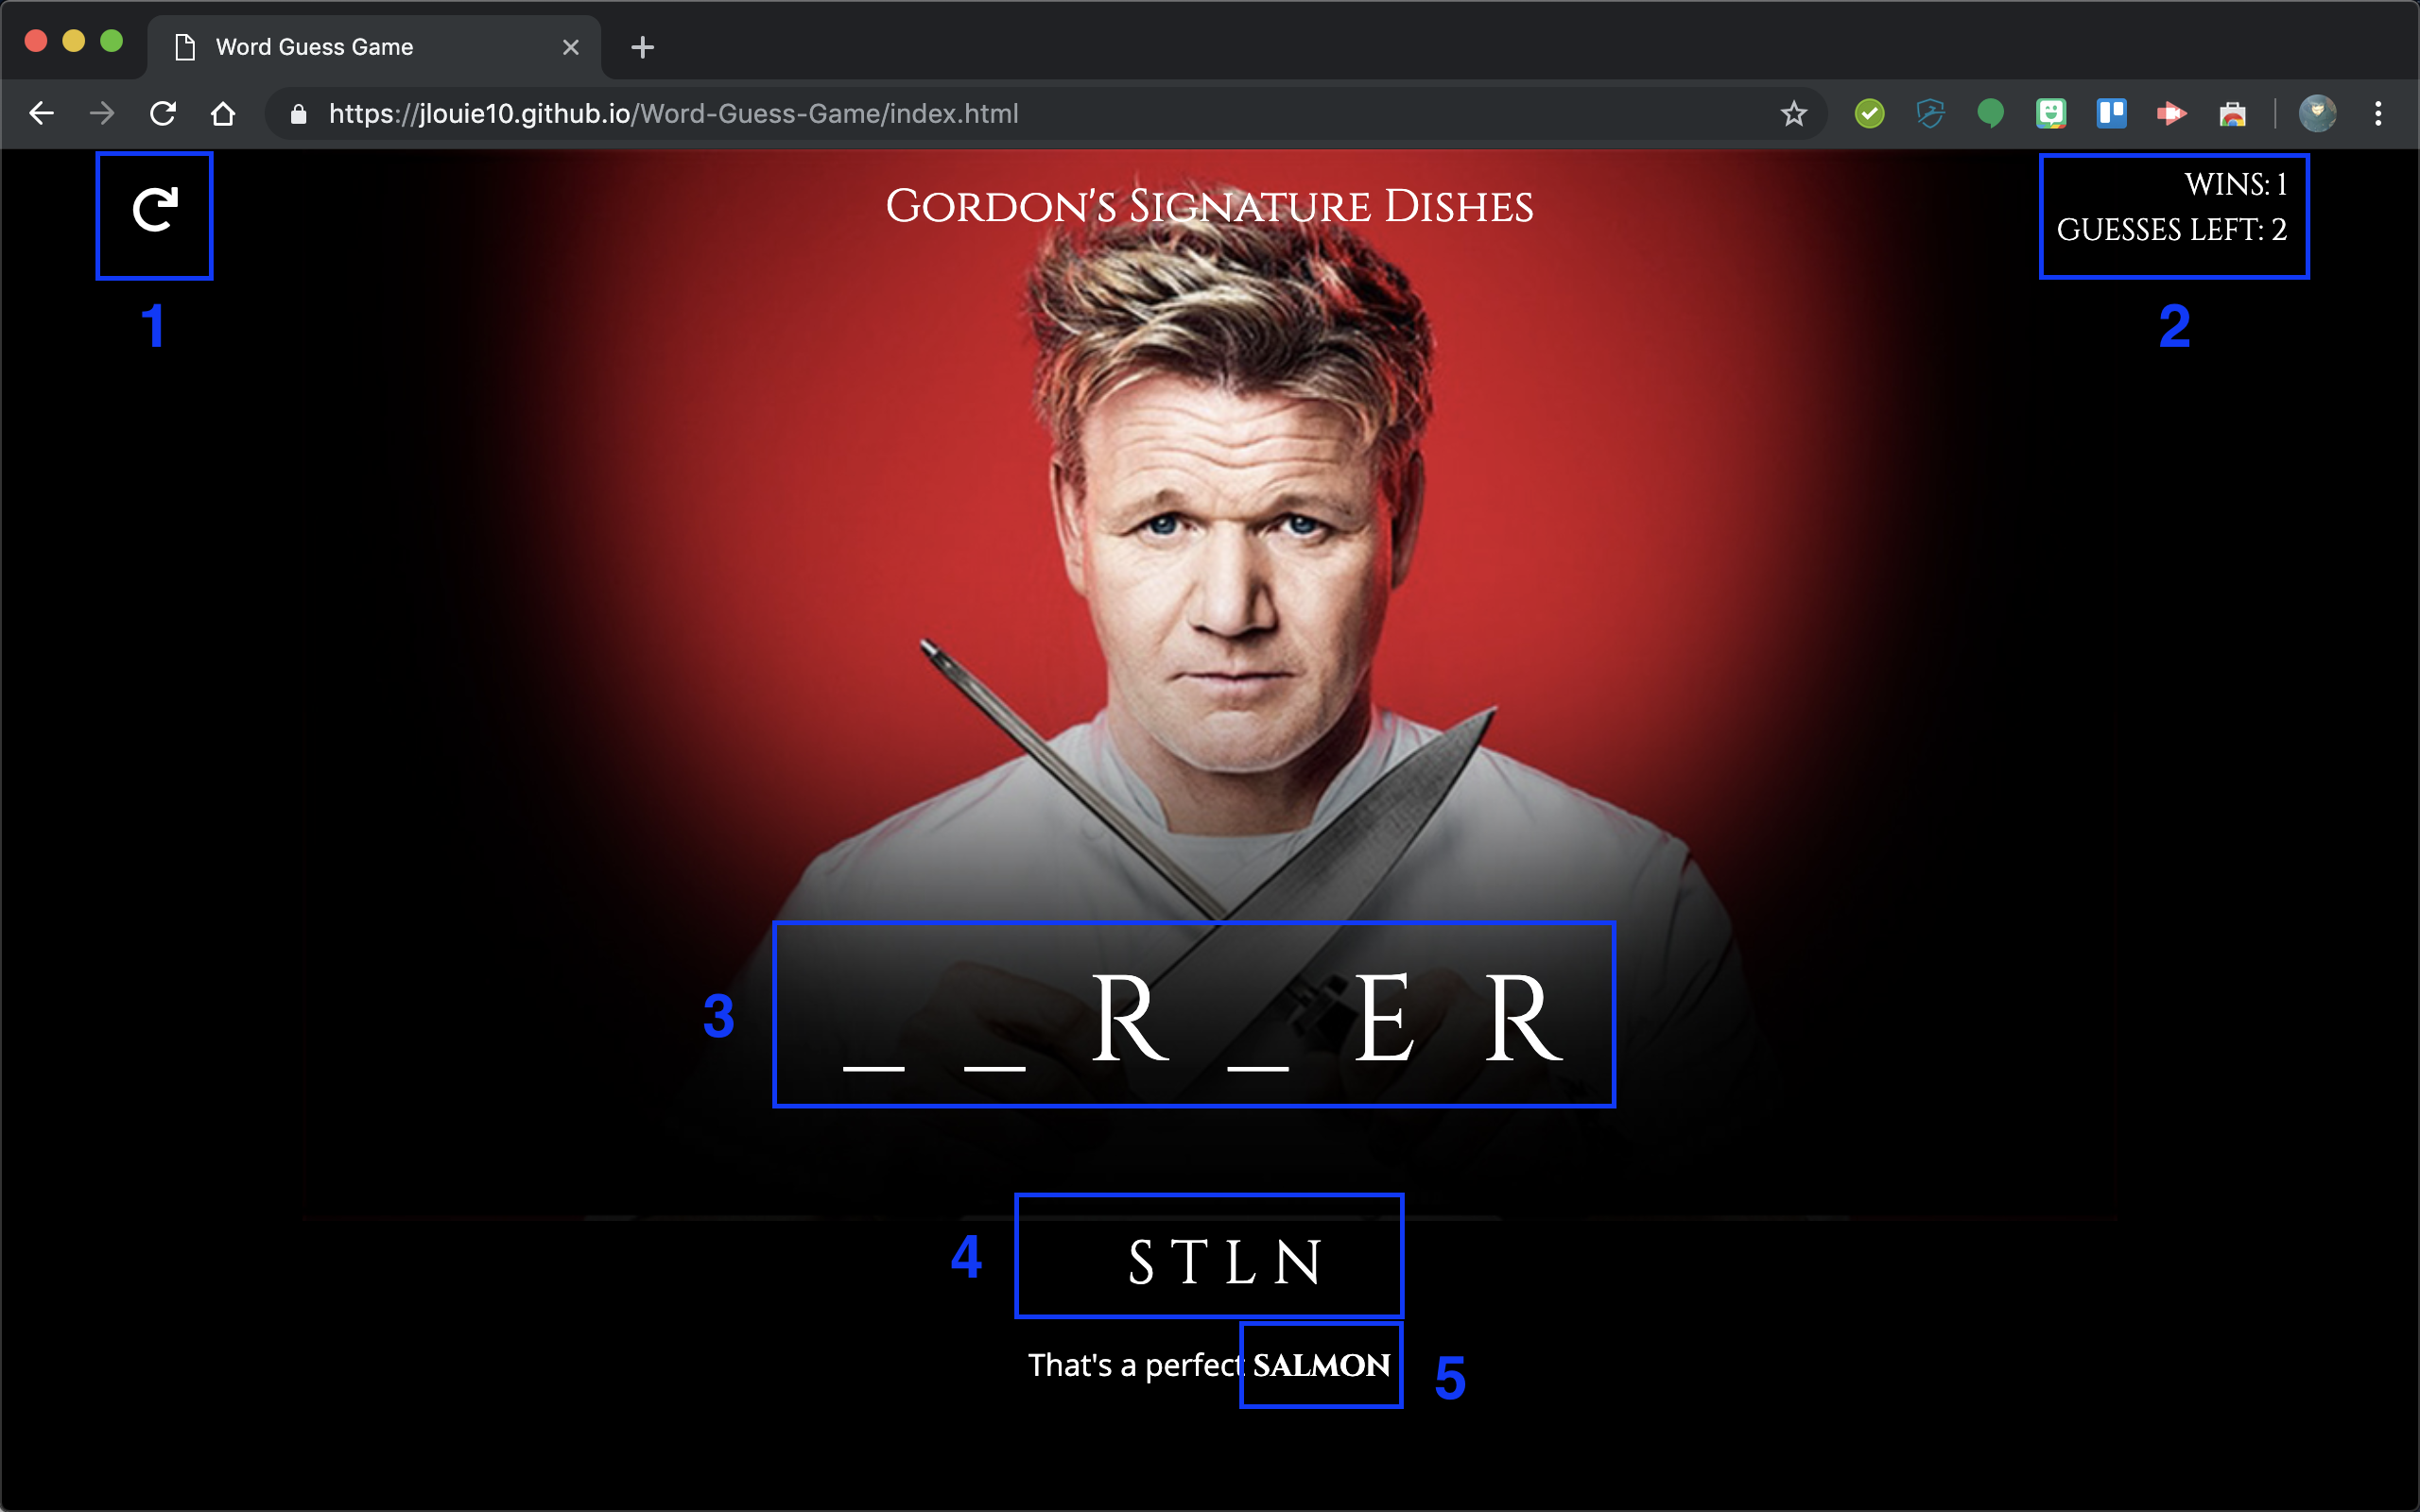 Word Guess Game
https://jlouie10.github.io/Word-Guess-Game/index.html
GORDON'S SIGNATURE DISHES
WINS: 1
GUESSES LEFT: 2
1
2
3
_ _ R _ E R
4
S T L N
That's a perfect SALMON
5